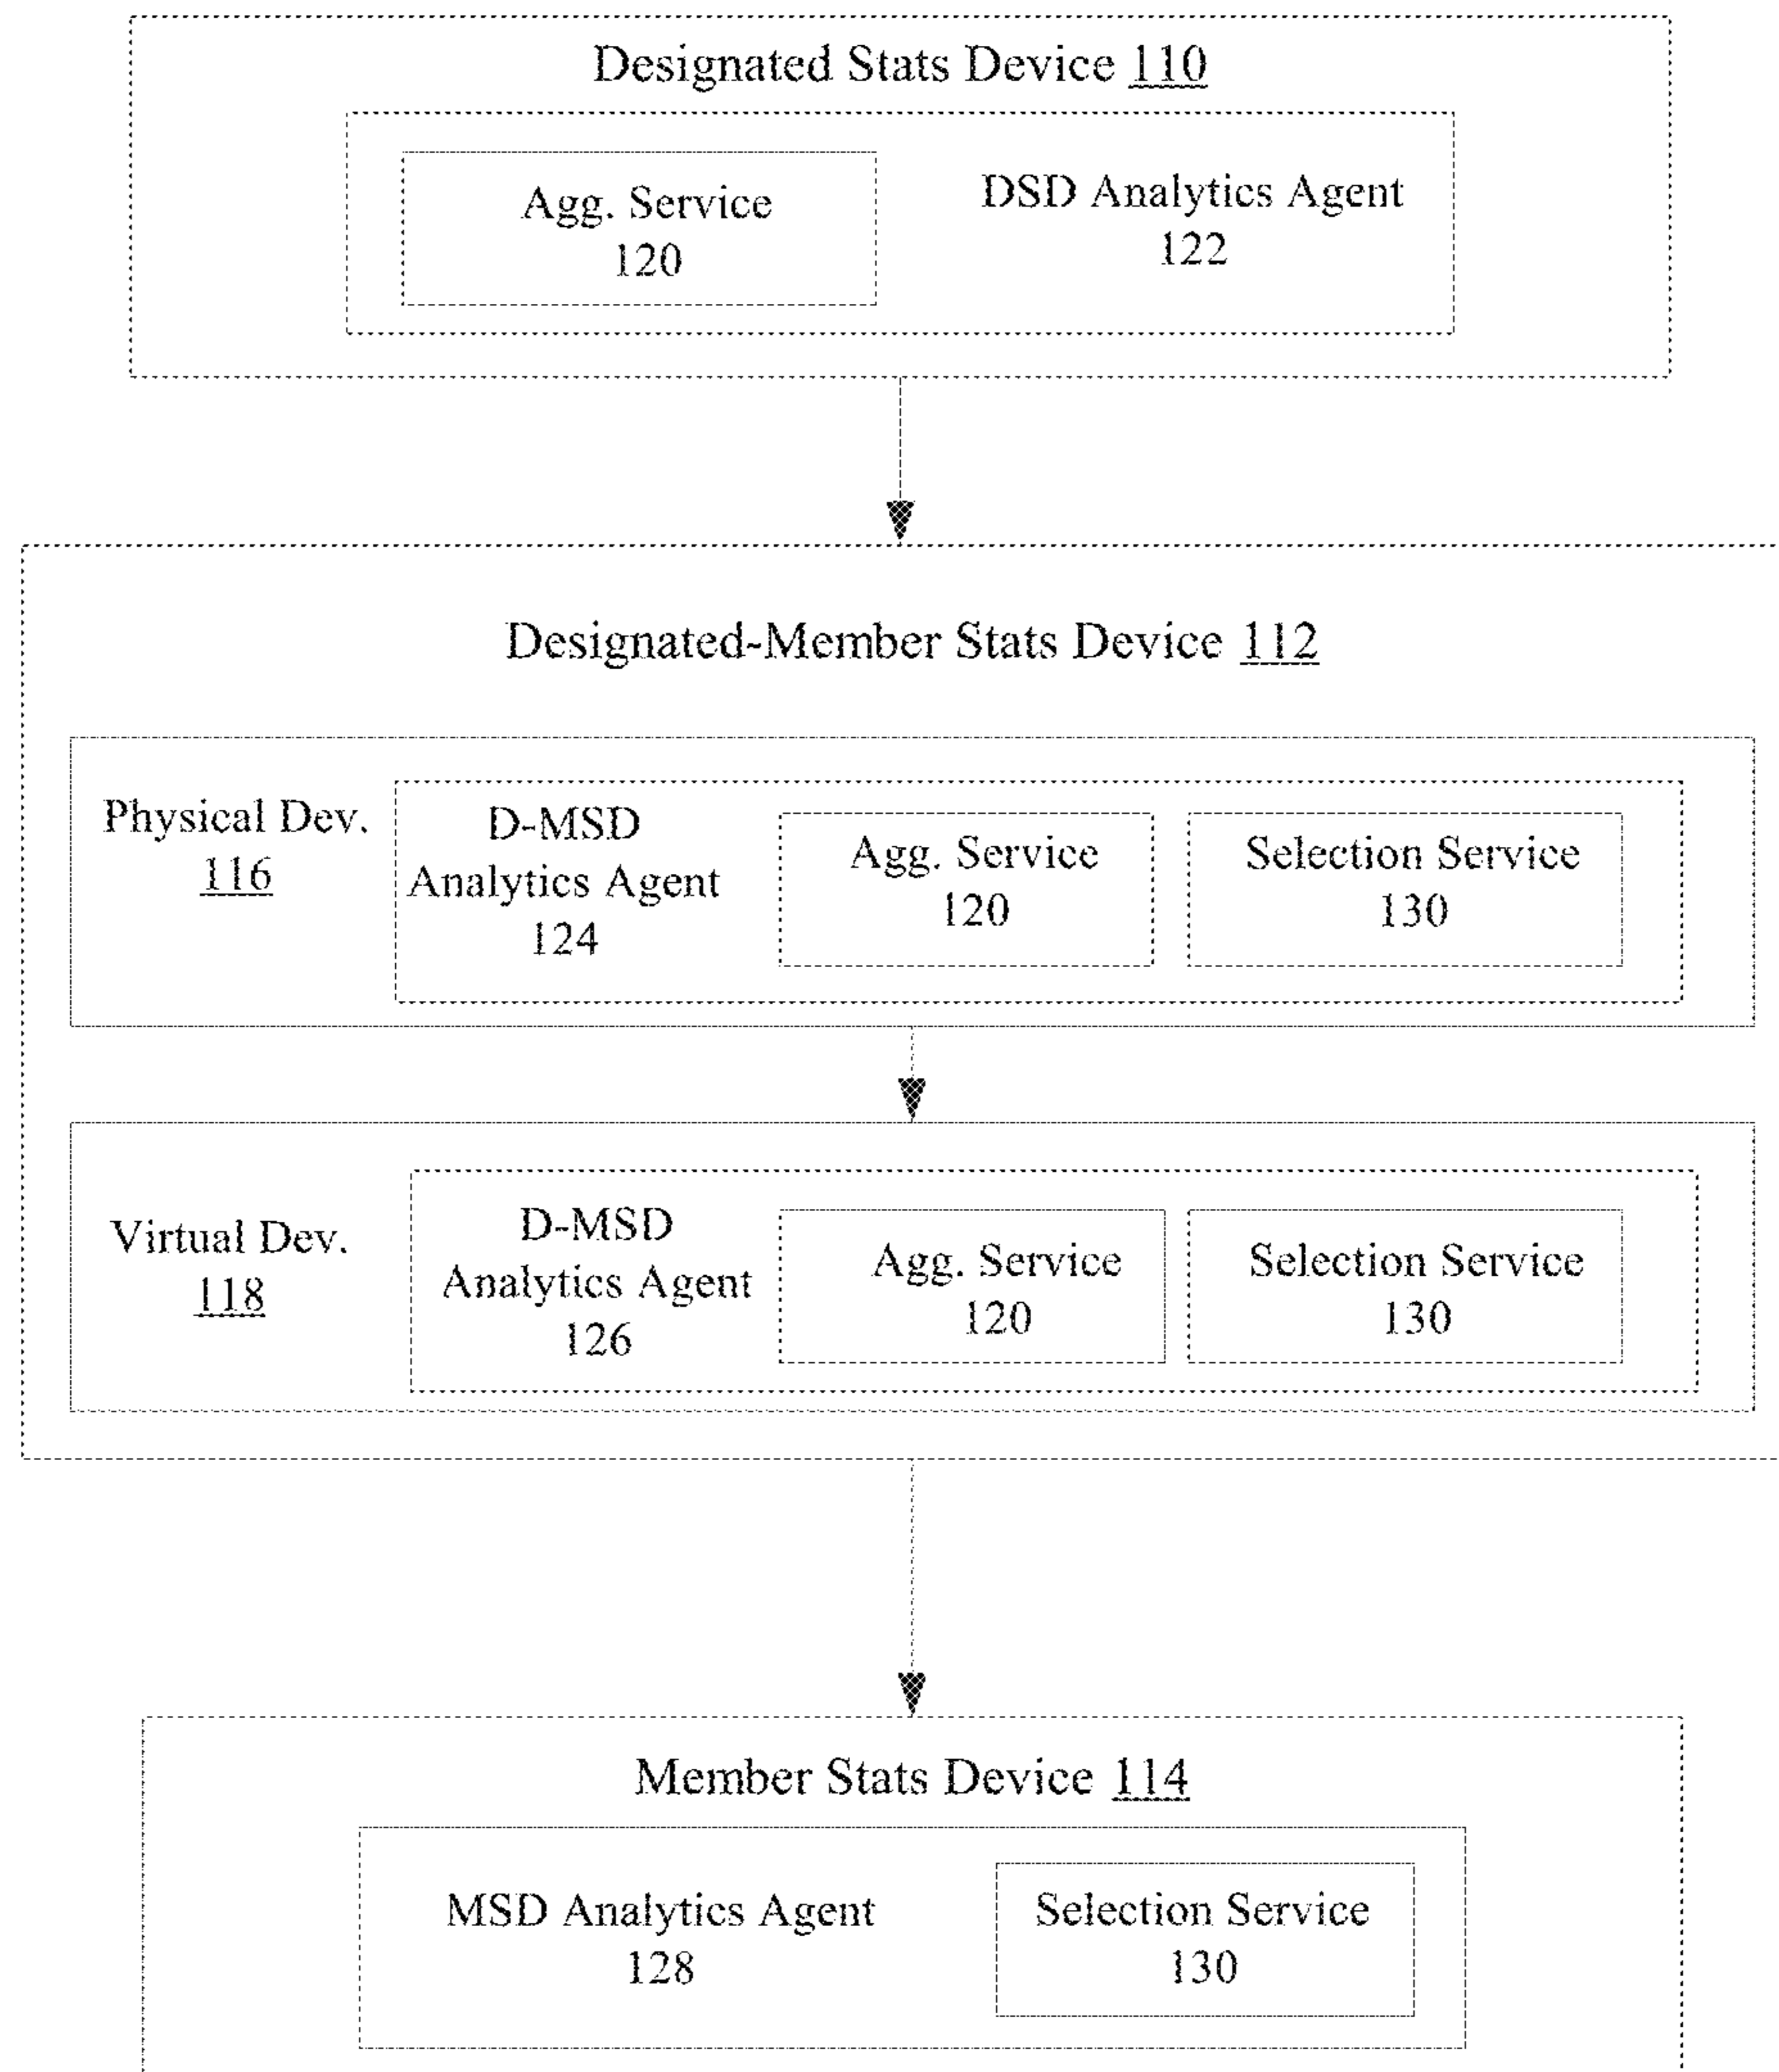 Designated Stats Device 110
Agg. Service
120
DSD Analytics Agent
122
Designated-Member Stats Device 112
Physical Dev.
116
D-MSD
Analytics Agent
124
Agg. Service
120
Selection Service
130
Virtual Dev.
118
D-MSD
Analytics Agent
126
Agg. Service
120
Selection Service
130
Member Stats Device 114
MSD Analytics Agent
128
Selection Service
130